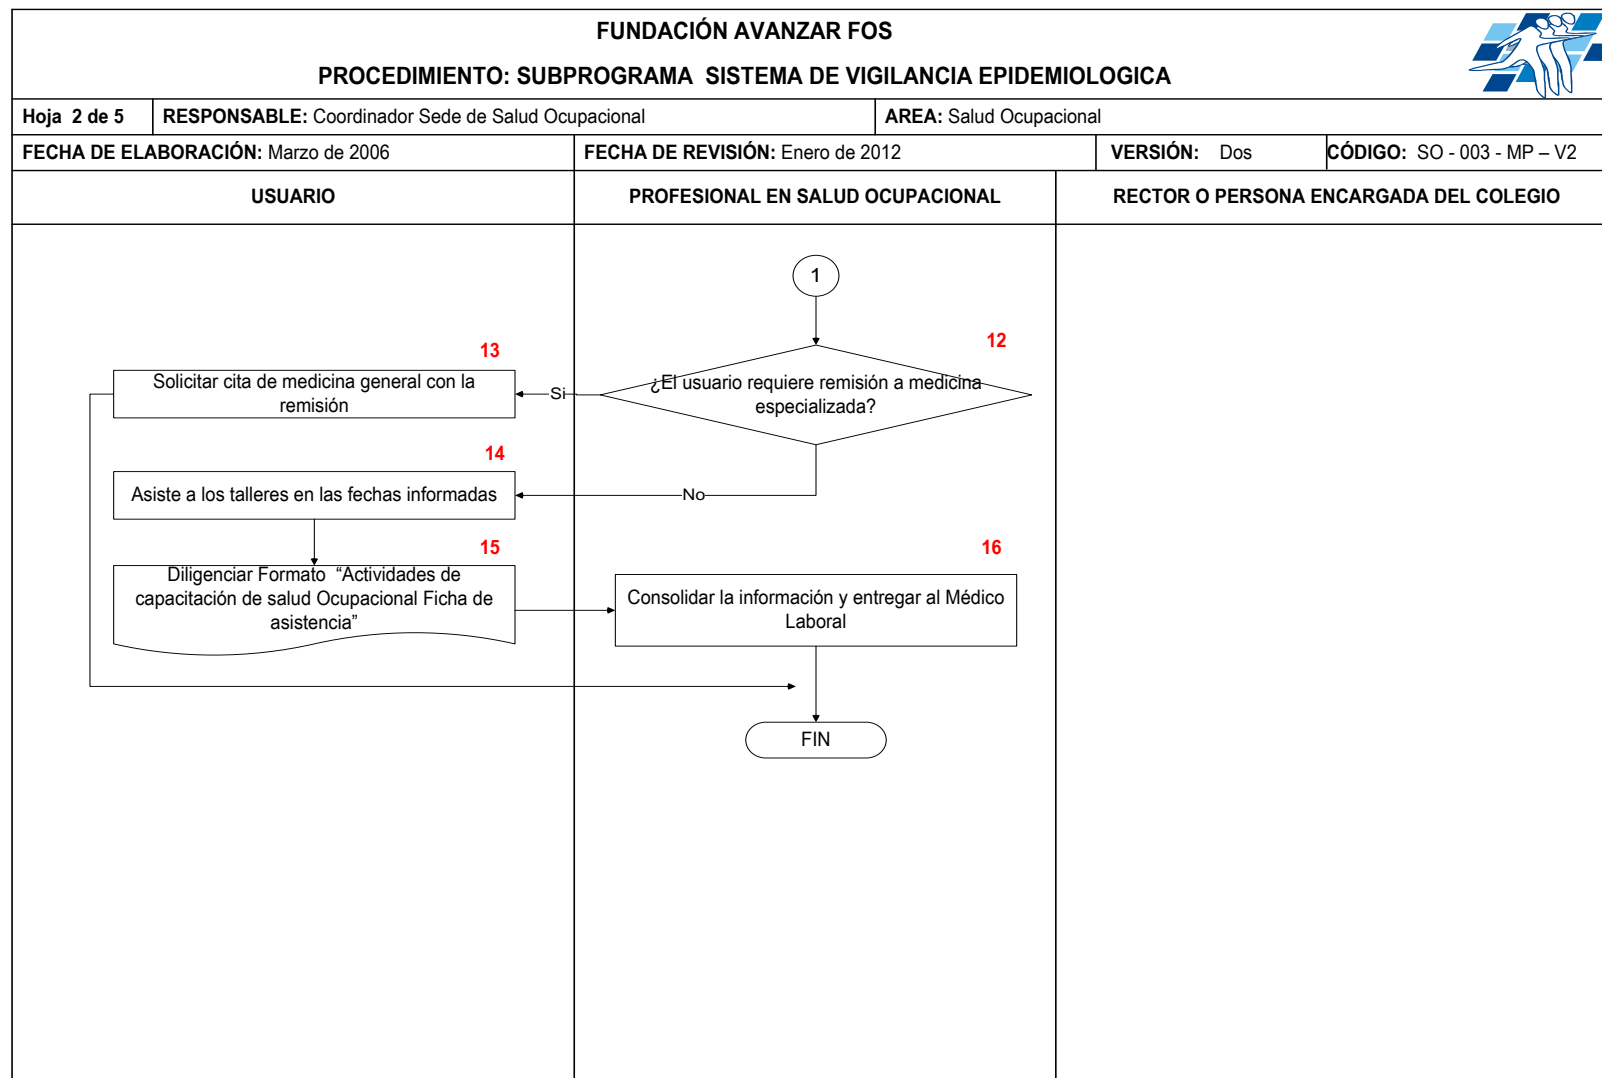 FUNDACIÓN AVANZAR FOS
PROCEDIMIENTO: SUBPROGRAMA  SISTEMA DE VIGILANCIA EPIDEMIOLOGICA
Hoja  2 de 5
RESPONSABLE: Coordinador Sede de Salud Ocupacional
AREA: Salud Ocupacional
FECHA DE ELABORACIÓN: Marzo de 2006
FECHA DE REVISIÓN: Enero de 2012
VERSIÓN:   Dos
CÓDIGO:  SO - 003 - MP – V2
USUARIO
PROFESIONAL EN SALUD OCUPACIONAL
RECTOR O PERSONA ENCARGADA DEL COLEGIO
1
12
¿El usuario requiere remisión a medicina
especializada?
Si
13
Solicitar cita de medicina general con la
remisión
14
No
Asiste a los talleres en las fechas informadas
15
Diligenciar Formato  “Actividades de
capacitación de salud Ocupacional Ficha de
asistencia”
16
Consolidar la información y entregar al Médico
Laboral
FIN